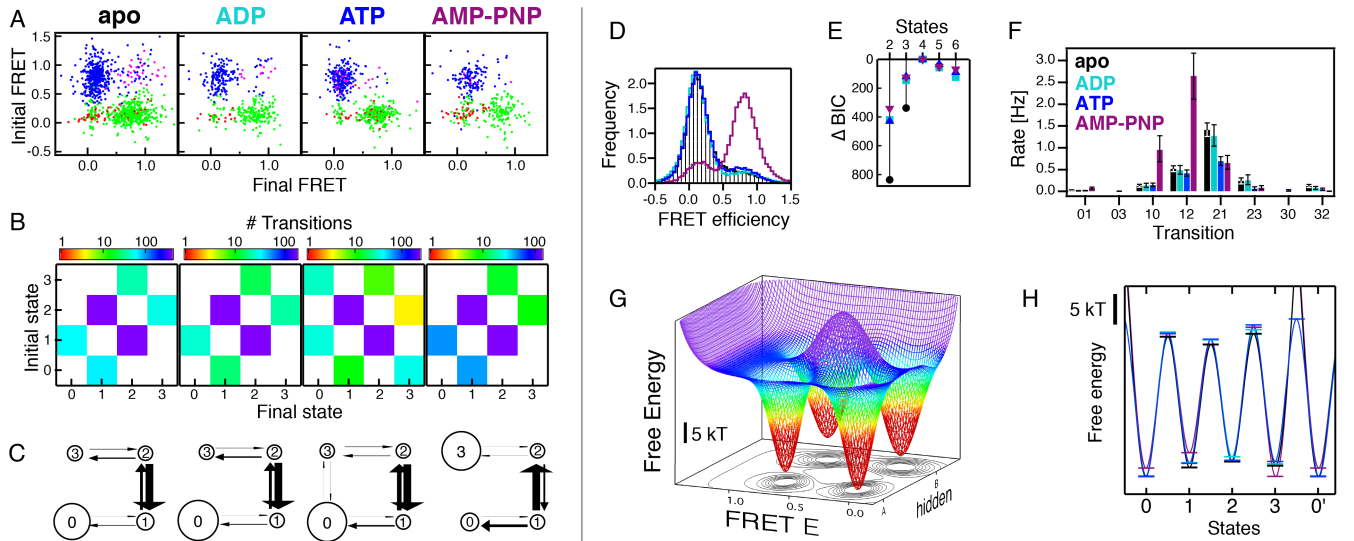 A
apo ADP ATP AMP-PNP
Initial FRET
1.5
1.0
0.5
0.0
-0.5
0.0 1.0 0.0 1.0 0.0 1.0 0.0 1.0
Final FRET
B
# Transitions
1 10 100 1 10 100 1 10 100 1 10 100
Initial state
3
2
1
0
0 1 2 3 0 1 2 3 0 1 2 3 0 1 2 3
Final state
C
3 2 3 2 3 2 3 2
0 1 0 1 0 1 0 1
D
Frequency
2.0
1.5
1.0
0.5
0.0
-0.5 0.0 0.5 1.0 1.5
FRET efficiency
E
States
2 3 4 5 6
Δ BIC
0
200
400
600
800
F
apo
ADP
ATP
AMP-PNP
Rate [Hz]
3.0
2.5
2.0
1.5
1.0
0.5
0.0
01 03 10 12 21 23 30 32
Transition
G
Free Energy
5 kT
1.0 0.5 0.0
FRET E
A B
hidden
H
5 kT
Free energy
0 1 2 3 0'
States